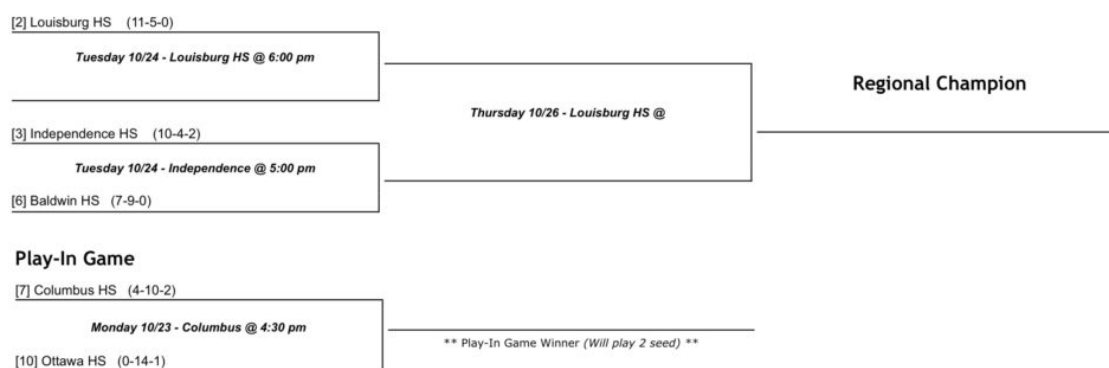 [2] Louisburg HS (11-5-0)
Tuesday 10/24 - Louisburg HS @ 6:00 pm
Regional Champion
Thursday 10/26 - Louisburg HS @
[3] Independence HS (10-4-2)
Tuesday 10/24 - Independence @ 5:00 pm
[6] Baldwin HS (7-9-0)
Play-In Game
[7] Columbus HS (4-10-2)
Monday 10/23 - Columbus @ 4:30 pm
** Play-In Game Winner (Will play 2 seed) **
[10] Ottawa HS (0-14-1)